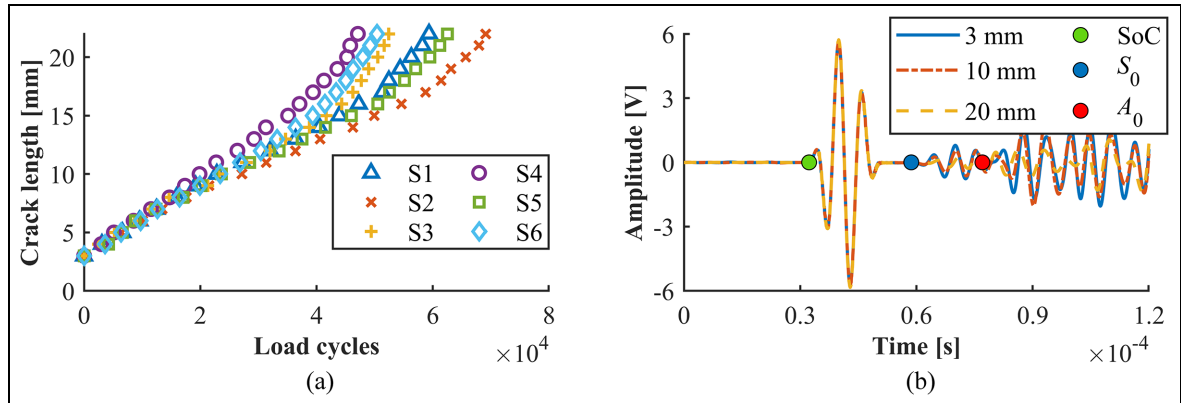 Crack length [mm]
20
15
10
5
0
S1 S4
S2 S5
S3 S6
0 2 4 6 8
Load cycles ×10⁴
(a)
Amplitude [V]
6
3
0
-3
-6
3 mm SoC
10 mm S₀
20 mm A₀
0 0.3 0.6 0.9 1.2
Time [s] ×10⁻⁴
(b)